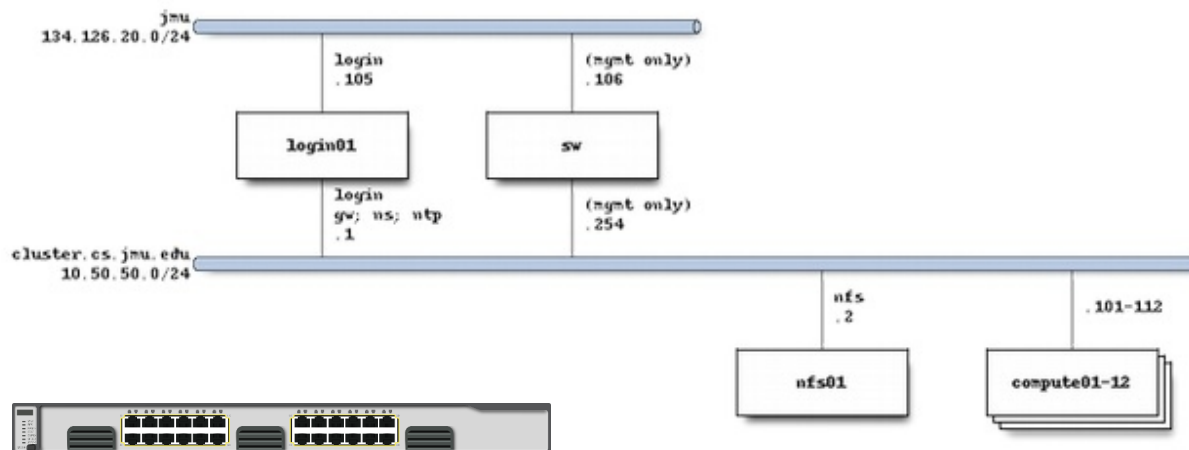 jmu
134.126.20.0/24
login
.105
(mgmt only)
.106
login01
sw
login
gw; ns; ntp
.1
(mgmt only)
.254
cluster.cs.jmu.edu
10.50.50.0/24
nfs
.2
.101-112
nfs01
compute01-12